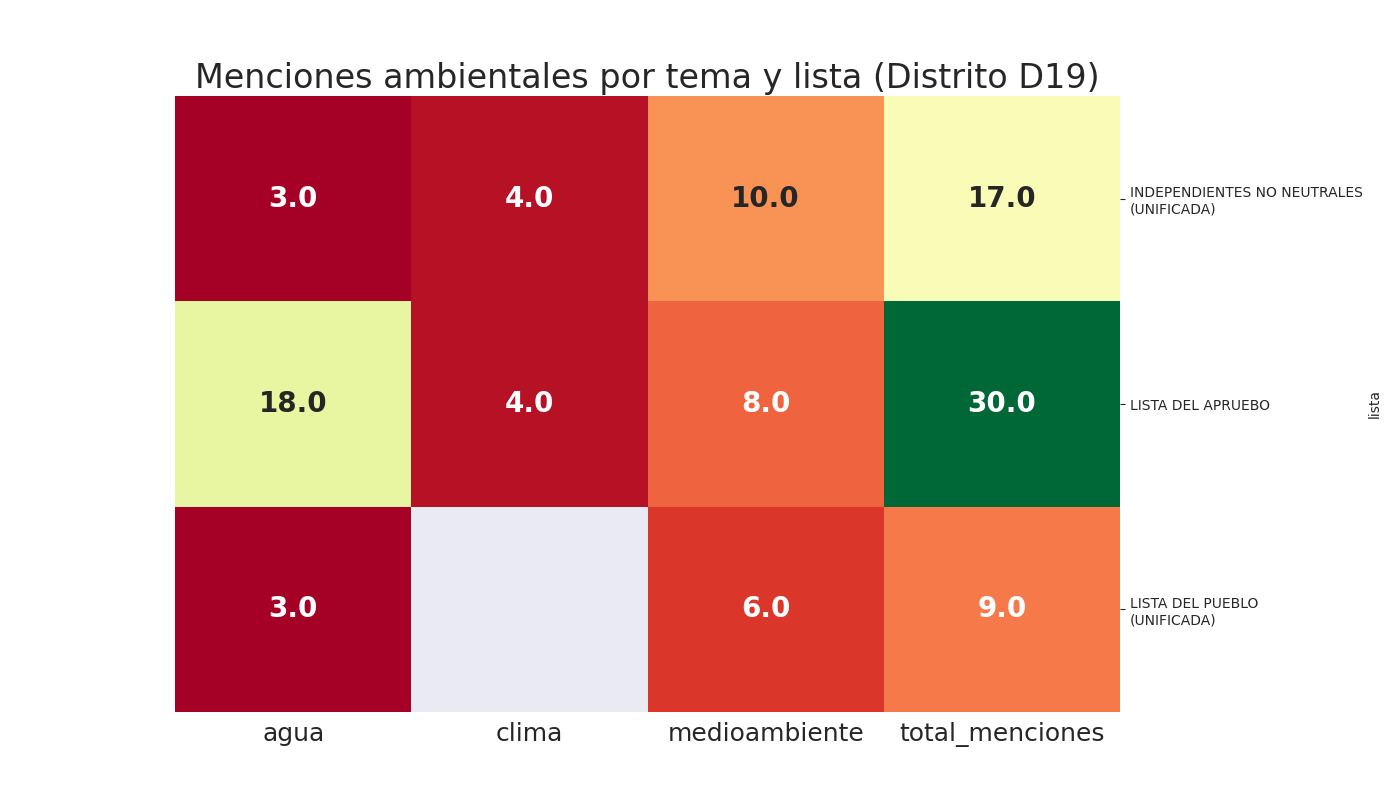 Menciones ambientales por tema y lista (Distrito D19)
3.0 4.0 10.0 17.0
INDEPENDIENTES NO NEUTRALES
(UNIFICADA)
18.0 4.0 8.0 30.0
LISTA DEL APRUEBO
lista
3.0 6.0 9.0
LISTA DEL PUEBLO
(UNIFICADA)
agua clima medioambiente total_menciones